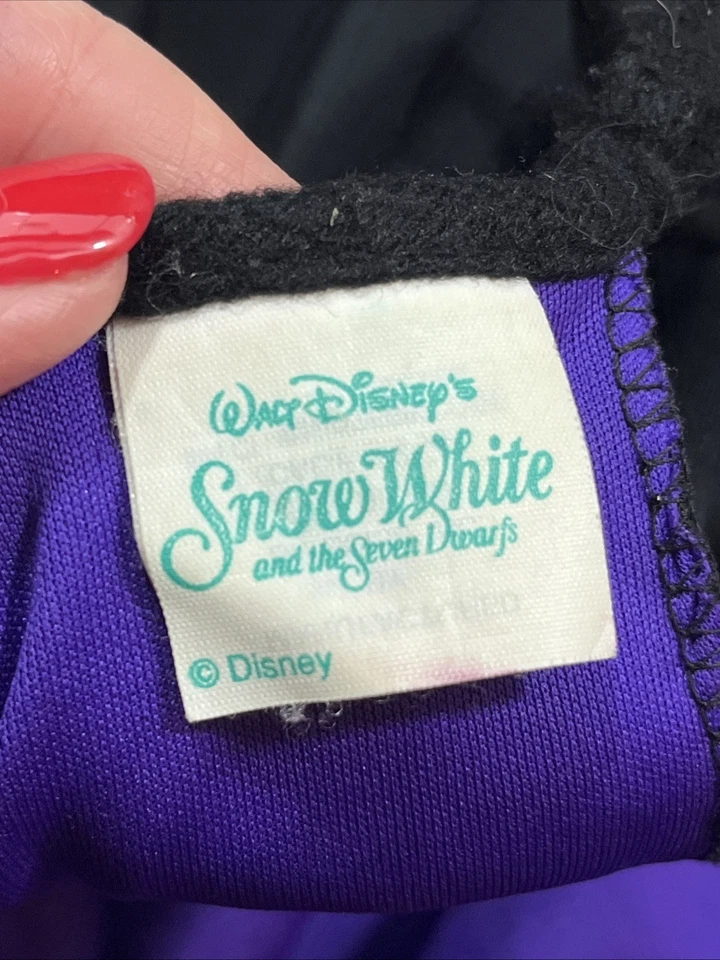 Walt Disney's
Snow White
and the Seven Dwarfs
© Disney